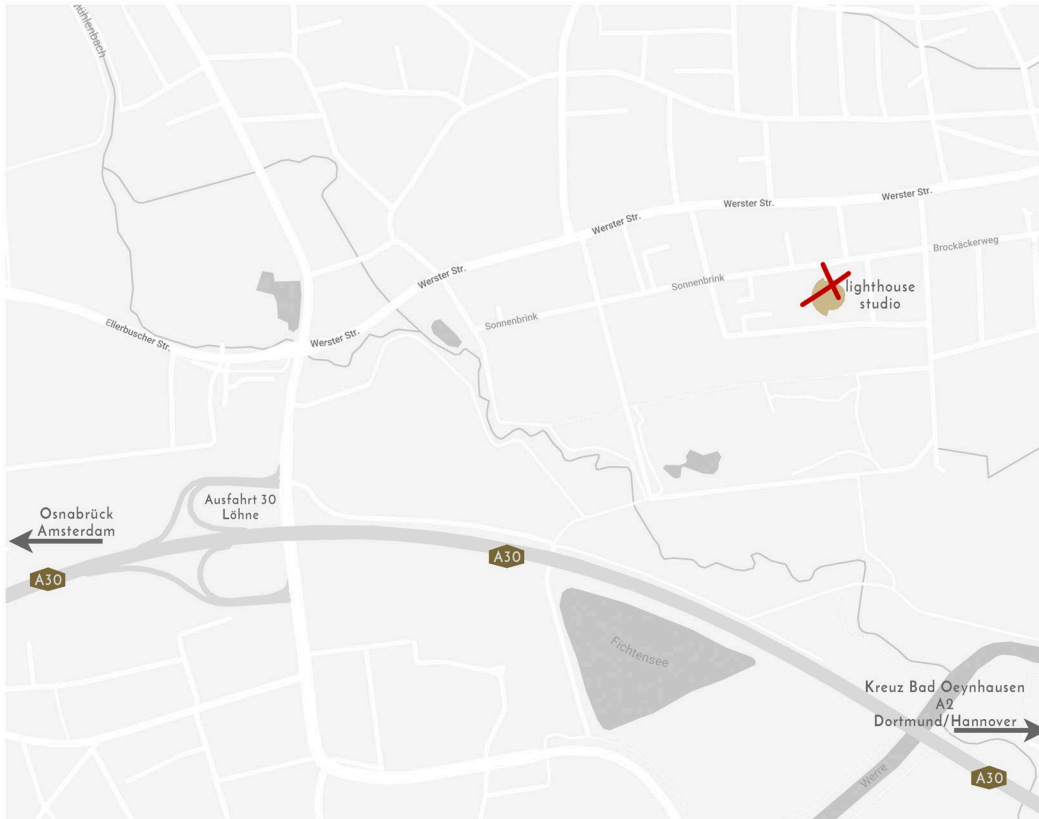 Mühlenbach
Werster Str.
Werster Str.
Werster Str.
Brockäckerweg
Werster Str.
Sonnenbrink
lighthouse
studio
Sonnenbrink
Ellerbuscher Str.
Werster Str.
Ausfahrt 30
Löhne
Osnabrück
Amsterdam
A30
A30
Fichtensee
Kreuz Bad Oeynhausen
A2
Dortmund/Hannover
Werre
A30